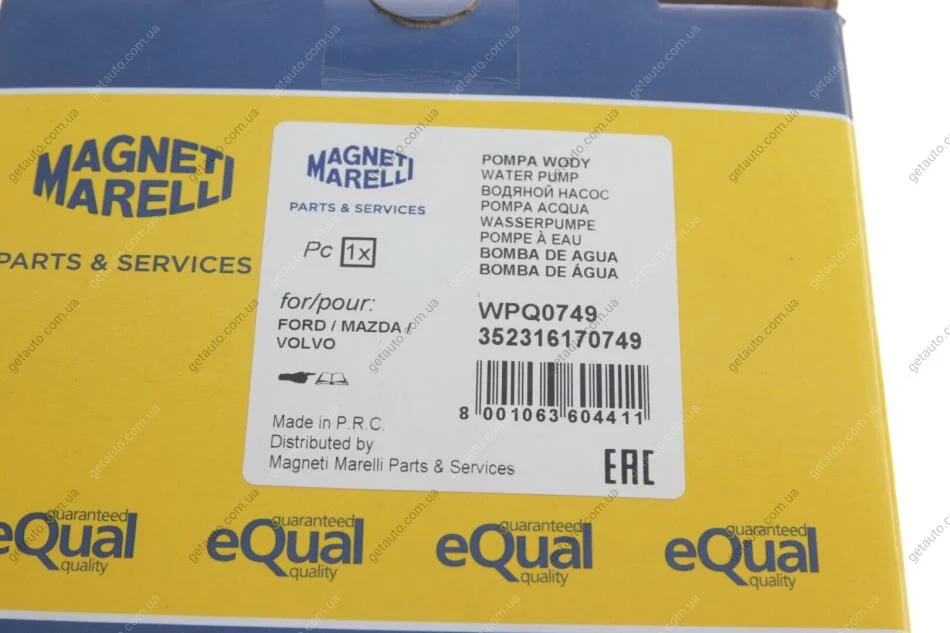 MAGNETI
MARELLI
PARTS & SERVICES
MAGNETI
MARELLI
PARTS & SERVICES
Pc 1x
for/pour:
FORD / MAZDA /
VOLVO
POMPA WODY
WATER PUMP
ВОДЯНОЙ НАСОС
POMPA ACQUA
WASSERPUMPE
POMPE À EAU
BOMBA DE AGUA
BOMBA DE ÁGUA
WPQ0749
352316170749
8 001063 604411
Made in P.R.C.
Distributed by
Magneti Marelli Parts & Services
EAC
guaranteed
eQual
quality
guaranteed
eQual
quality
guaranteed
eQual
quality
guaranteed
eQual
quality
getauto.com.ua